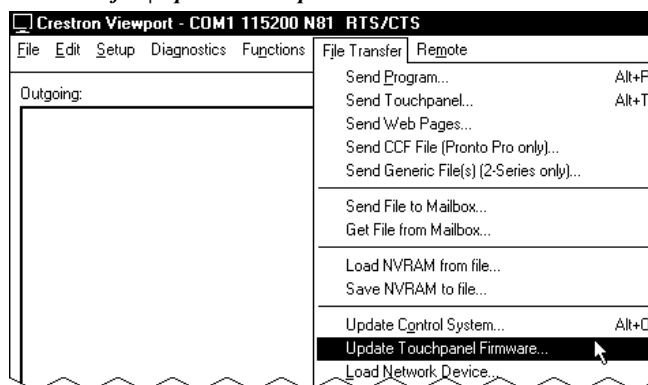 Crestron Viewport - COM1 115200 N81 RTS/CTS
File Edit Setup Diagnostics Functions File Transfer Remote
Outgoing:
Send Program...
Send Touchpanel...
Send Web Pages...
Send CCF File (Pronto Pro only)...
Send Generic File(s) (2-Series only)...
Send File to Mailbox...
Get File from Mailbox...
Load NVRAM from file...
Save NVRAM to file...
Update Control System...
Update Touchpanel Firmware...
Load Network Device...